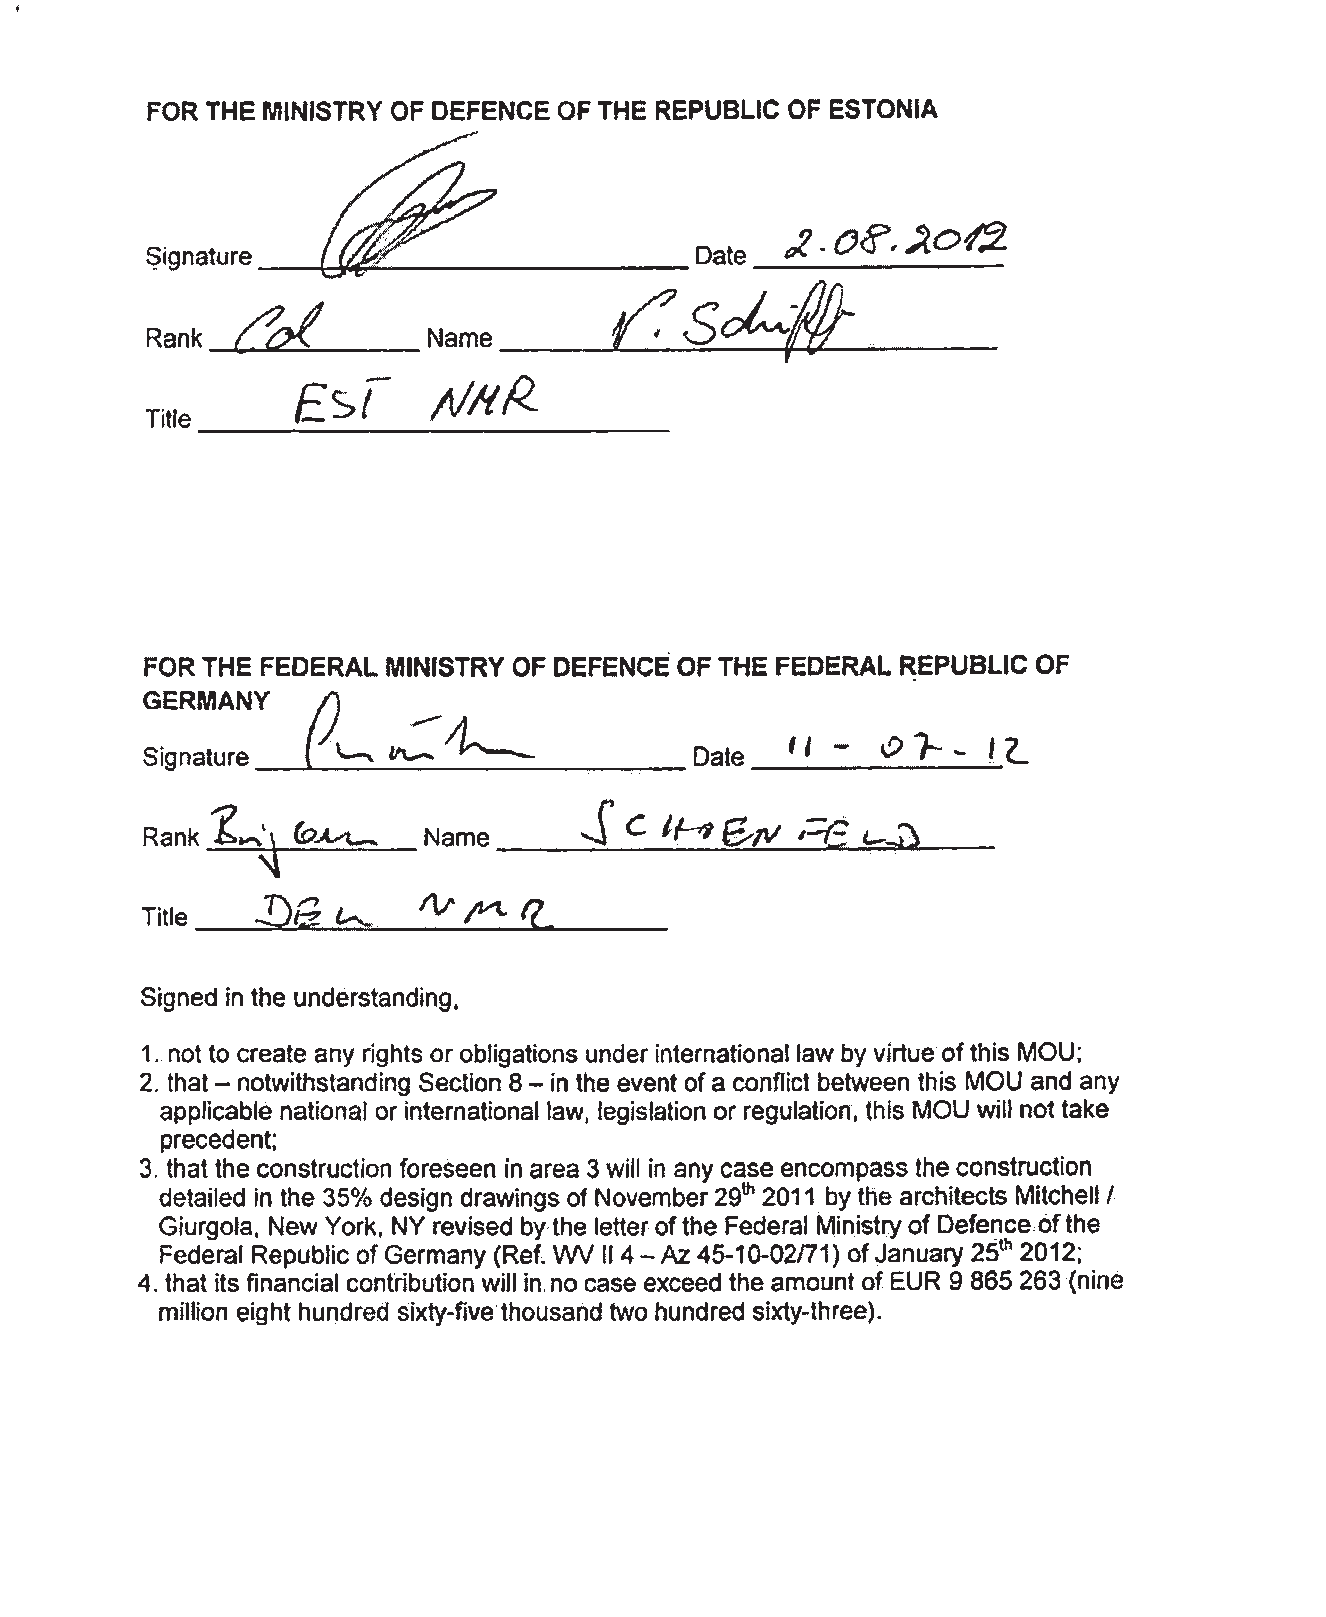 FOR THE MINISTRY OF DEFENCE OF THE REPUBLIC OF ESTONIA
Signature Date 2.08.2012
Rank Col Name V. Schiff
Title EST NMR
FOR THE FEDERAL MINISTRY OF DEFENCE OF THE FEDERAL REPUBLIC OF
GERMANY
Signature Date 11-07-12
Rank Name SCHOENFELD
Title DEU NMR
Signed in the understanding,
1. not to create any rights or obligations under international law by virtue of this MOU;
2. that – notwithstanding Section 8 – in the event of a conflict between this MOU and any
applicable national or international law, legislation or regulation, this MOU will not take
precedent;
3. that the construction foreseen in area 3 will in any case encompass the construction
detailed in the 35% design drawings of November 29th 2011 by the architects Mitchell /
Giurgola, New York, NY revised by the letter of the Federal Ministry of Defence of the
Federal Republic of Germany (Ref. WV II 4 – Az 45-10-02/71) of January 25th 2012;
4. that its financial contribution will in no case exceed the amount of EUR 9 865 263 (nine
million eight hundred sixty-five thousand two hundred sixty-three).